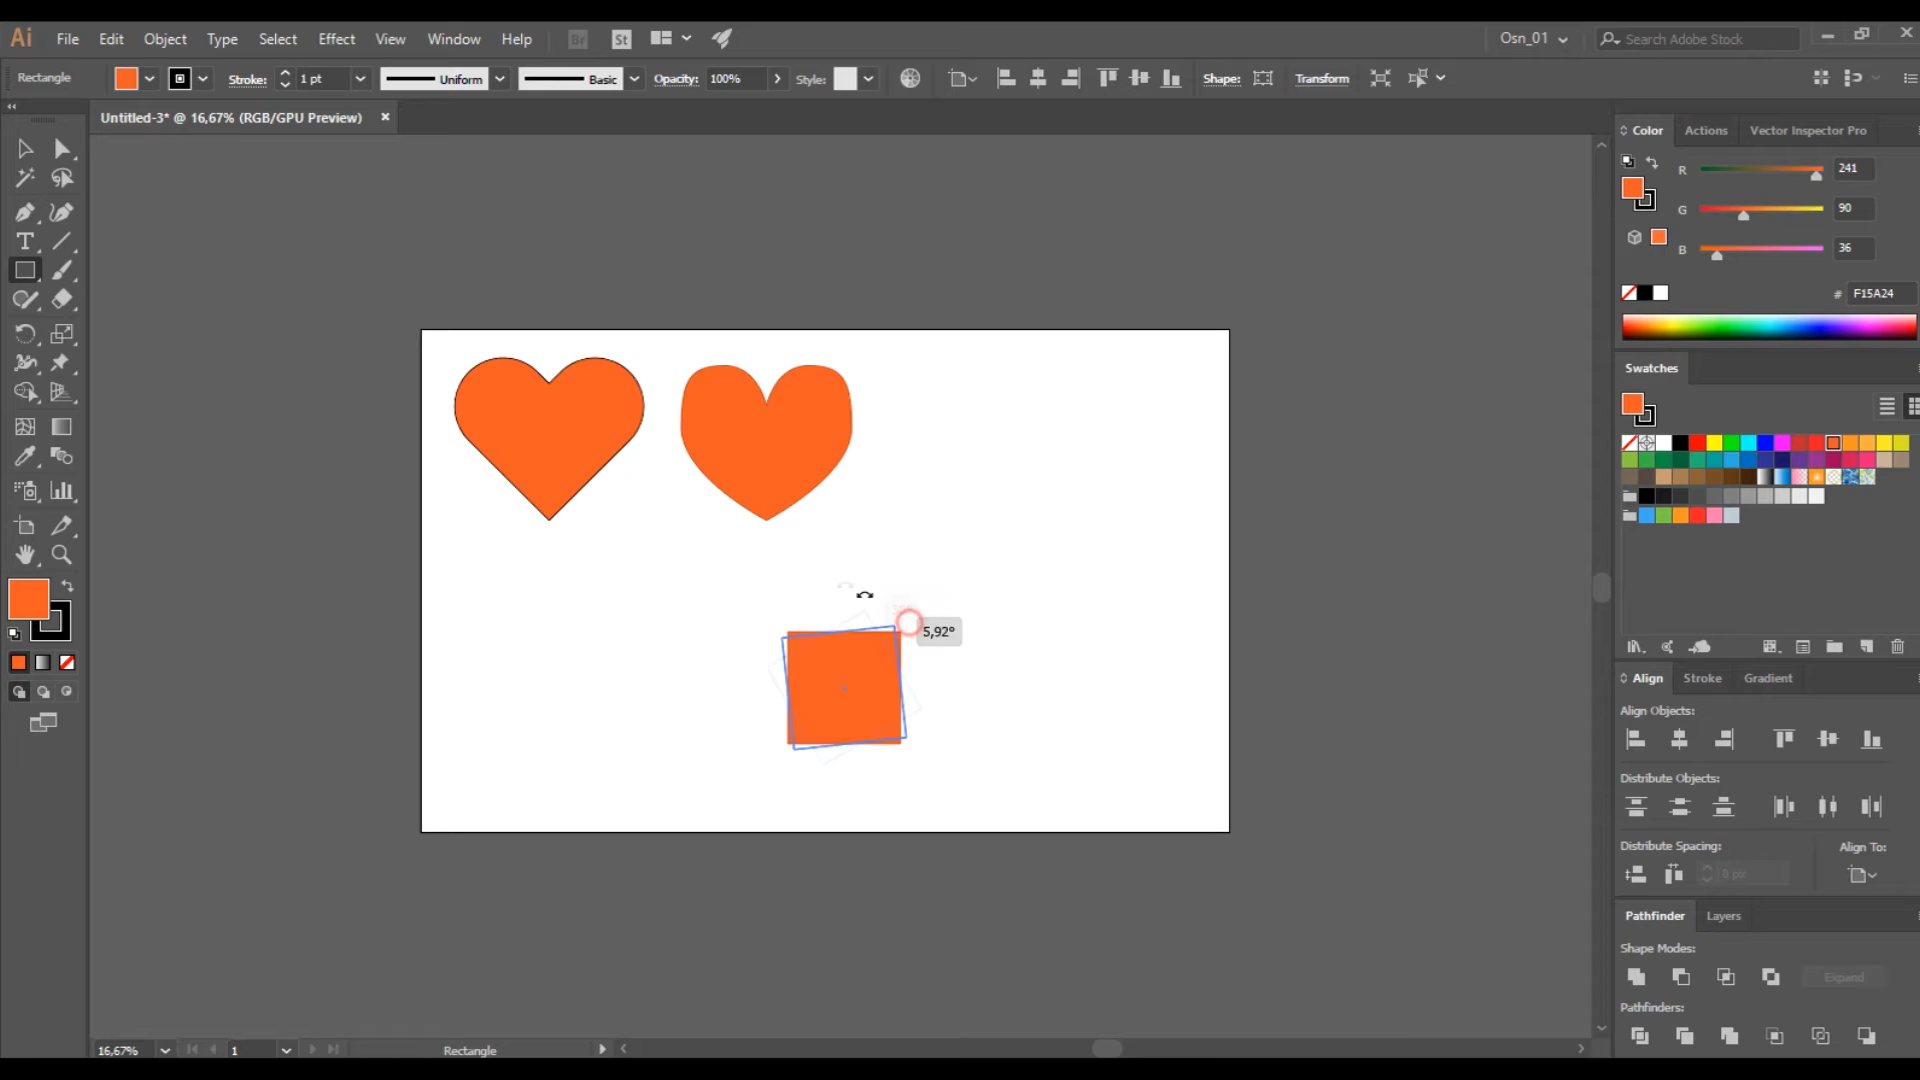 Ai File Edit Object Type Select Effect View Window Help Br St Osn_01 Search Adobe Stock
Rectangle Stroke: 1 pt Uniform Basic Opacity: 100% Style: Shape: Transform
Untitled-3* @ 16,67% (RGB/GPU Preview)
Color Actions Vector Inspector Pro
R 241
G 90
B 36
# F15A24
Swatches
5,92°
Align Stroke Gradient
Align Objects:
Distribute Objects:
Distribute Spacing: Align To:
0 px
Pathfinder Layers
Shape Modes:
Expand
Pathfinders:
16,67% 1 Rectangle